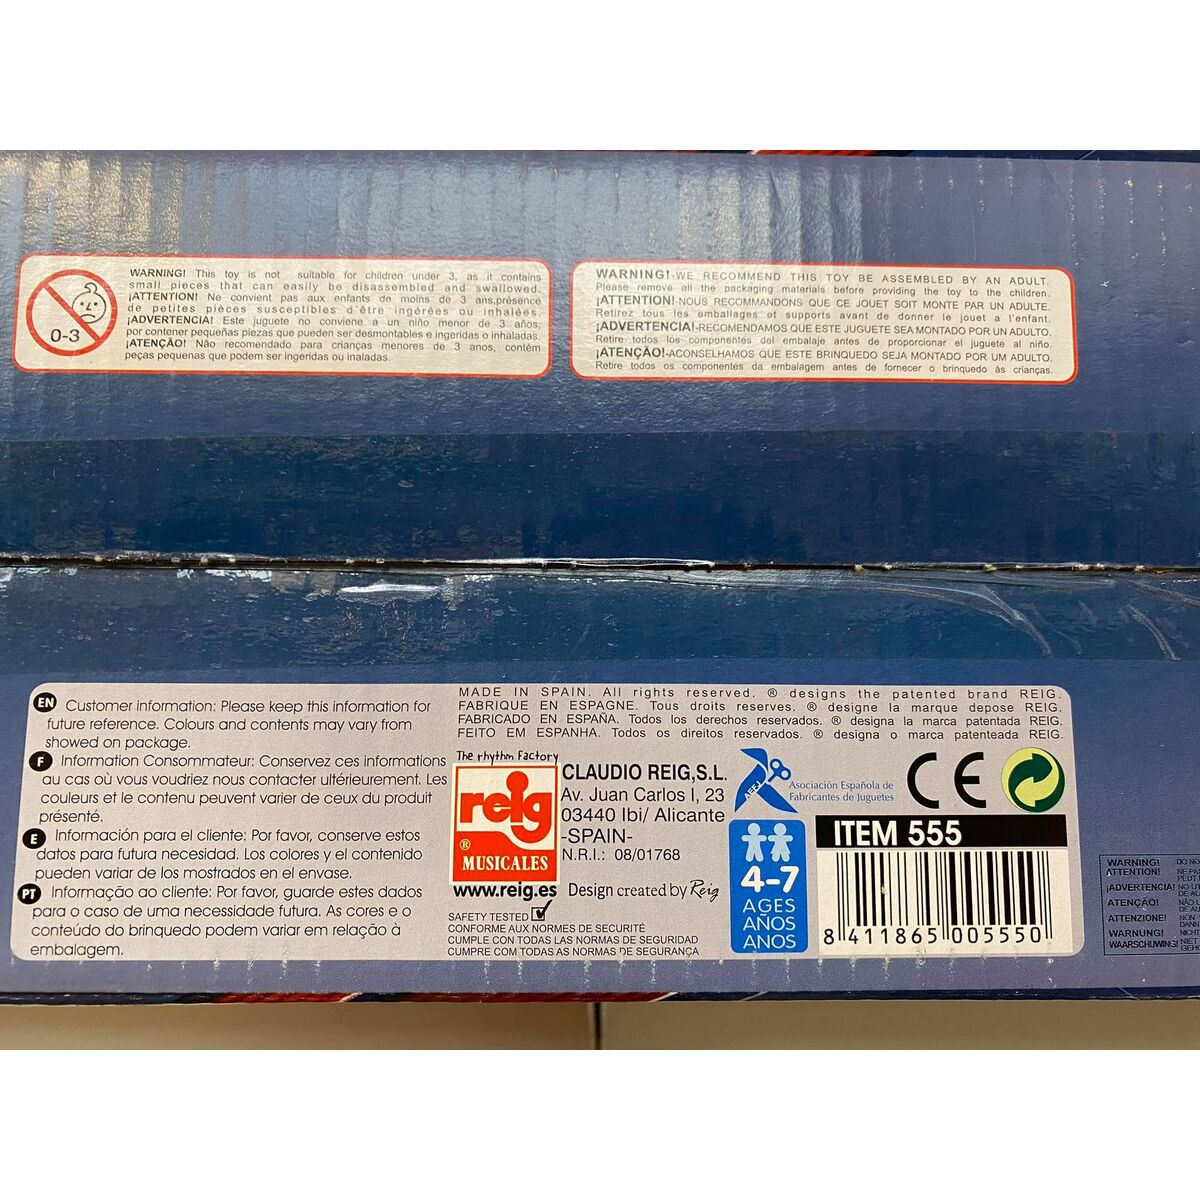 0-3
WARNING! This toy is not suitable for children under 3, as it contains
small pieces that can easily be disassembled and swallowed.
¡ATTENTION! Ne convient pas aux enfants de moins de 3 ans,présence
de petites pièces susceptibles d'être ingérées ou inhalées.
¡ADVERTENCIA! Este juguete no conviene a un niño menor de 3 años,
por contener pequeñas piezas que pueden ser desmontables e ingeridas o inhaladas.
¡ATENÇÃO! Não recomendado para crianças menores de 3 anos, contém
peças pequenas que podem ser ingeridas ou inaladas.
WARNING!-WE RECOMMEND THIS TOY BE ASSEMBLED BY AN ADULT.
Please remove all the packaging materials before providing the toy to the children.
¡ATTENTION!-NOUS RECOMMANDONS QUE CE JOUET SOIT MONTE PAR UN ADULTE.
Retirez tous les emballages et supports avant de donner le jouet a l'enfant.
¡ADVERTENCIA!-RECOMENDAMOS QUE ESTE JUGUETE SEA MONTADO POR UN ADULTO.
Retire todos los componentes del embalaje antes de proporcionar el juguete al niño.
¡ATENÇÃO!-ACONSELHAMOS QUE ESTE BRINQUEDO SEJA MONTADO POR UM ADULTO.
Retire todos os componentes da embalagem antes de fornecer o brinquedo às crianças.
EN Customer information: Please keep this information for
future reference. Colours and contents may vary from
showed on package.
F Information Consommateur: Conservez ces informations
au cas où vous voudriez nous contacter ultérieurement. Les
couleurs et le contenu peuvent varier de ceux du produit
présenté.
E Información para el cliente: Por favor, conserve estos
datos para futura necesidad. Los colores y el contenido
pueden variar de los mostrados en el envase.
PT Informação ao cliente: Por favor, guarde estes dados
para o caso de uma necessidade futura. As cores e o
conteúdo do brinquedo podem variar em relação à
embalagem.
MADE IN SPAIN. All rights reserved. ® designs the patented brand REIG.
FABRIQUE EN ESPAGNE. Tous droits reserves. ® designe la marque depose REIG.
FABRICADO EN ESPAÑA. Todos los derechos reservados. ® designa la marca patentada REIG.
FEITO EM ESPANHA. Todos os direitos reservados. ® designa o marca patenteada REIG.
The rhythm Factory
reig
®
MUSICALES
www.reig.es
CLAUDIO REIG,S.L.
Av. Juan Carlos I, 23
03440 Ibi/ Alicante
-SPAIN-
N.R.I.: 08/01768
Design created by Reig
SAFETY TESTED
CONFORME AUX NORMES DE SECURITÉ
CUMPLE CON TODAS LAS NORMAS DE SEGURIDAD
CUMPRE COM TODAS AS NORMAS DE SEGURANÇA
AEFJ
Asociación Española de
Fabricantes de Juguetes
CE
4-7
AGES
AÑOS
ANOS
ITEM 555
8 411865 005550
WARNING! DO NO
ATTENTION! NE PA
¡ADVERTENCIA!
ATENÇÃO!
ATTENZIONE! NON
WARNUNG! NICHT
WAARSCHUWING! NIET